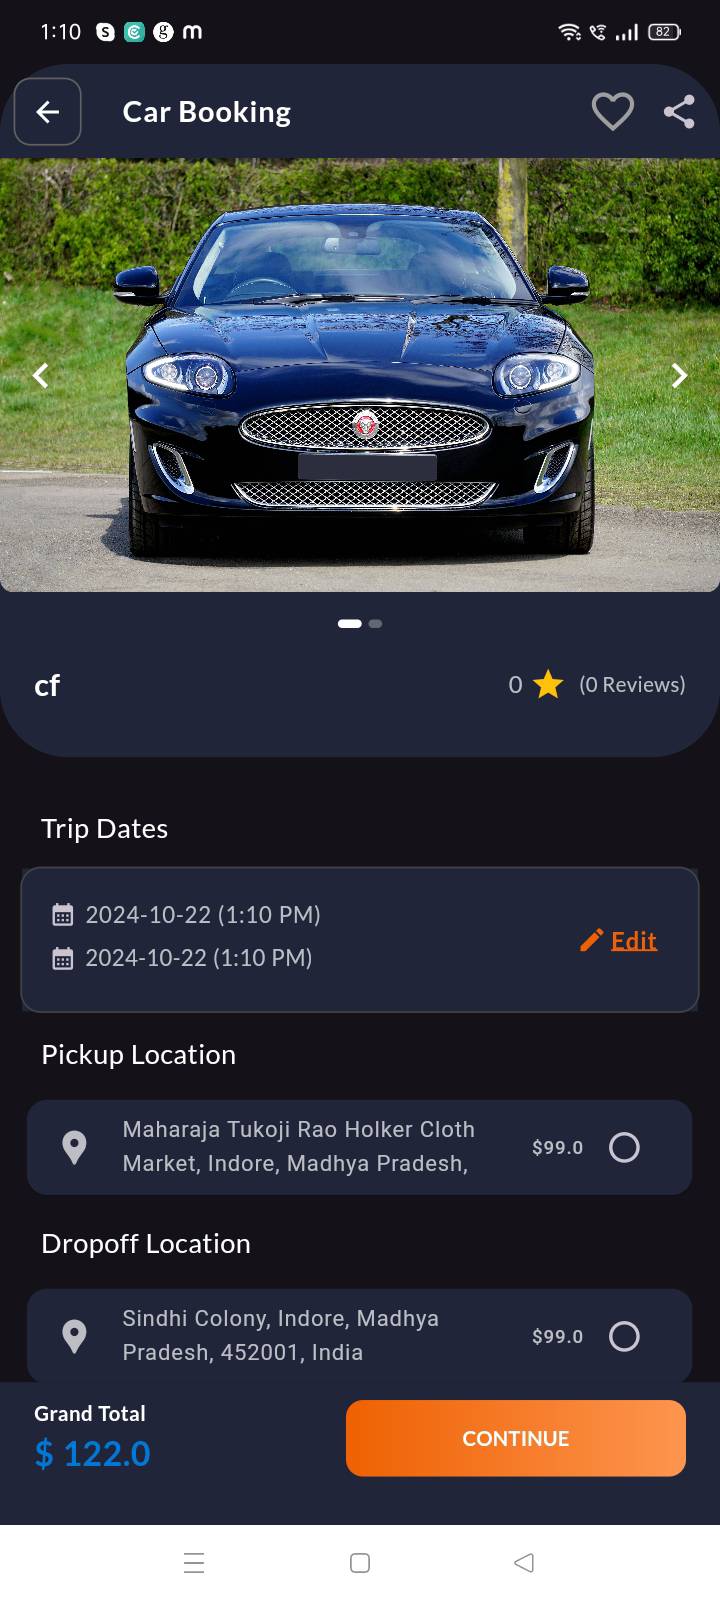 1:10
82
Car Booking
cf
0 (0 Reviews)
Trip Dates
2024-10-22 (1:10 PM)
2024-10-22 (1:10 PM)
Edit
Pickup Location
Maharaja Tukoji Rao Holker Cloth
Market, Indore, Madhya Pradesh,
$99.0
Dropoff Location
Sindhi Colony, Indore, Madhya
Pradesh, 452001, India
$99.0
Grand Total
$ 122.0
CONTINUE